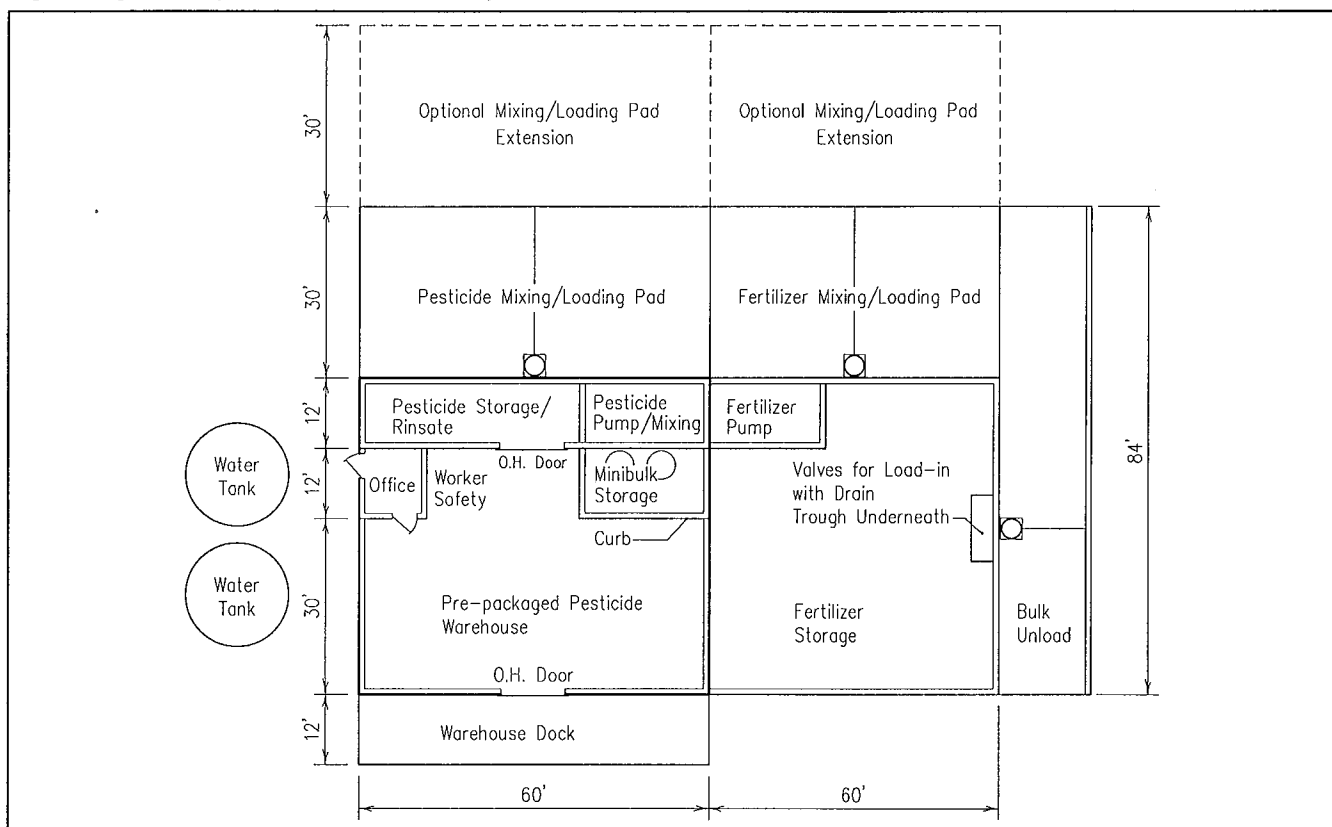 Optional Mixing/Loading Pad
Extension
Optional Mixing/Loading Pad
Extension
30'
30'
Pesticide Mixing/Loading Pad
Fertilizer Mixing/Loading Pad
12'
Pesticide Storage/
Rinsate
Pesticide
Pump/Mixing
Fertilizer
Pump
84'
Water
Tank
12'
Office
Worker
Safety
O.H. Door
Minibulk
Storage
Valves for Load-in
with Drain
Trough Underneath
Curb
Water
Tank
30'
Pre-packaged Pesticide
Warehouse
Fertilizer
Storage
Bulk
Unload
O.H. Door
12'
Warehouse Dock
60'
60'